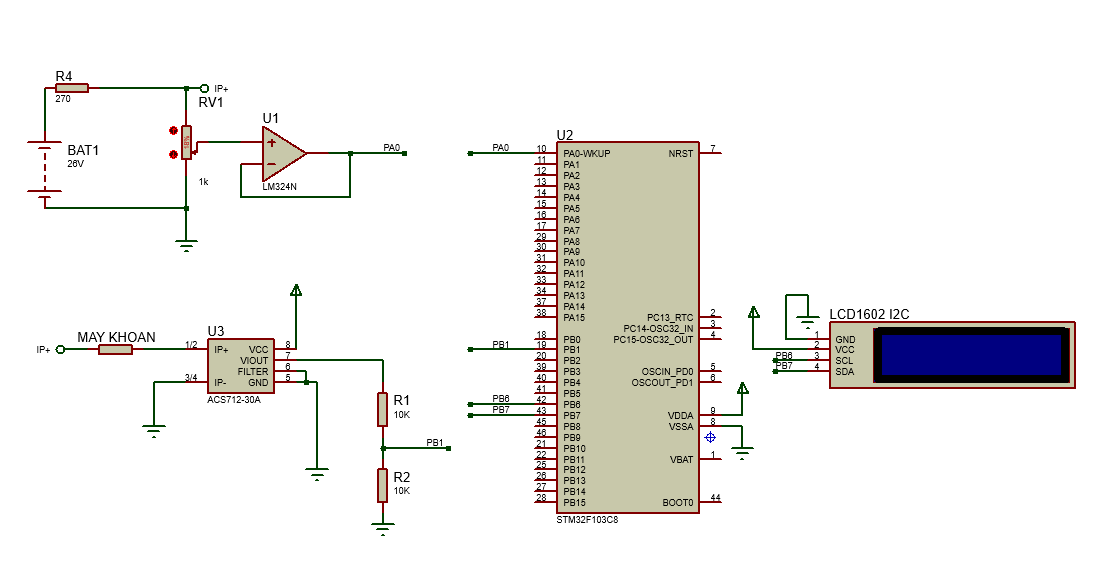 R4
270
IP+
RV1
18%
1k
BAT1
26V
U1
LM324N
PA0
MAY KHOAN
IP+
U3
1/2 IP+ VCC 8
VIOUT 7
FILTER 6
3/4 IP- GND 5
ACS712-30A
R1
10K
PB1
R2
10K
U2
PA0 10 PA0-WKUP NRST 7
11 PA1
12 PA2
13 PA3
14 PA4
15 PA5
16 PA6
17 PA7
29 PA8
30 PA9
31 PA10
32 PA11
33 PA12
34 PA13
37 PA14
38 PA15
PC13_RTC 2
PC14-OSC32_IN 3
PC15-OSC32_OUT 4
18 PB0
PB1 19 PB1
20 PB2
39 PB3
40 PB4
41 PB5
PB6 42 PB6
PB7 43 PB7
45 PB8
46 PB9
21 PB10
22 PB11
25 PB12
26 PB13
27 PB14
28 PB15
OSCIN_PD0 5
OSCOUT_PD1 6
VDDA 9
VSSA 8
VBAT 1
BOOT0 44
STM32F103C8
LCD1602 I2C
1 GND
2 VCC
PB6 3 SCL
PB7 4 SDA